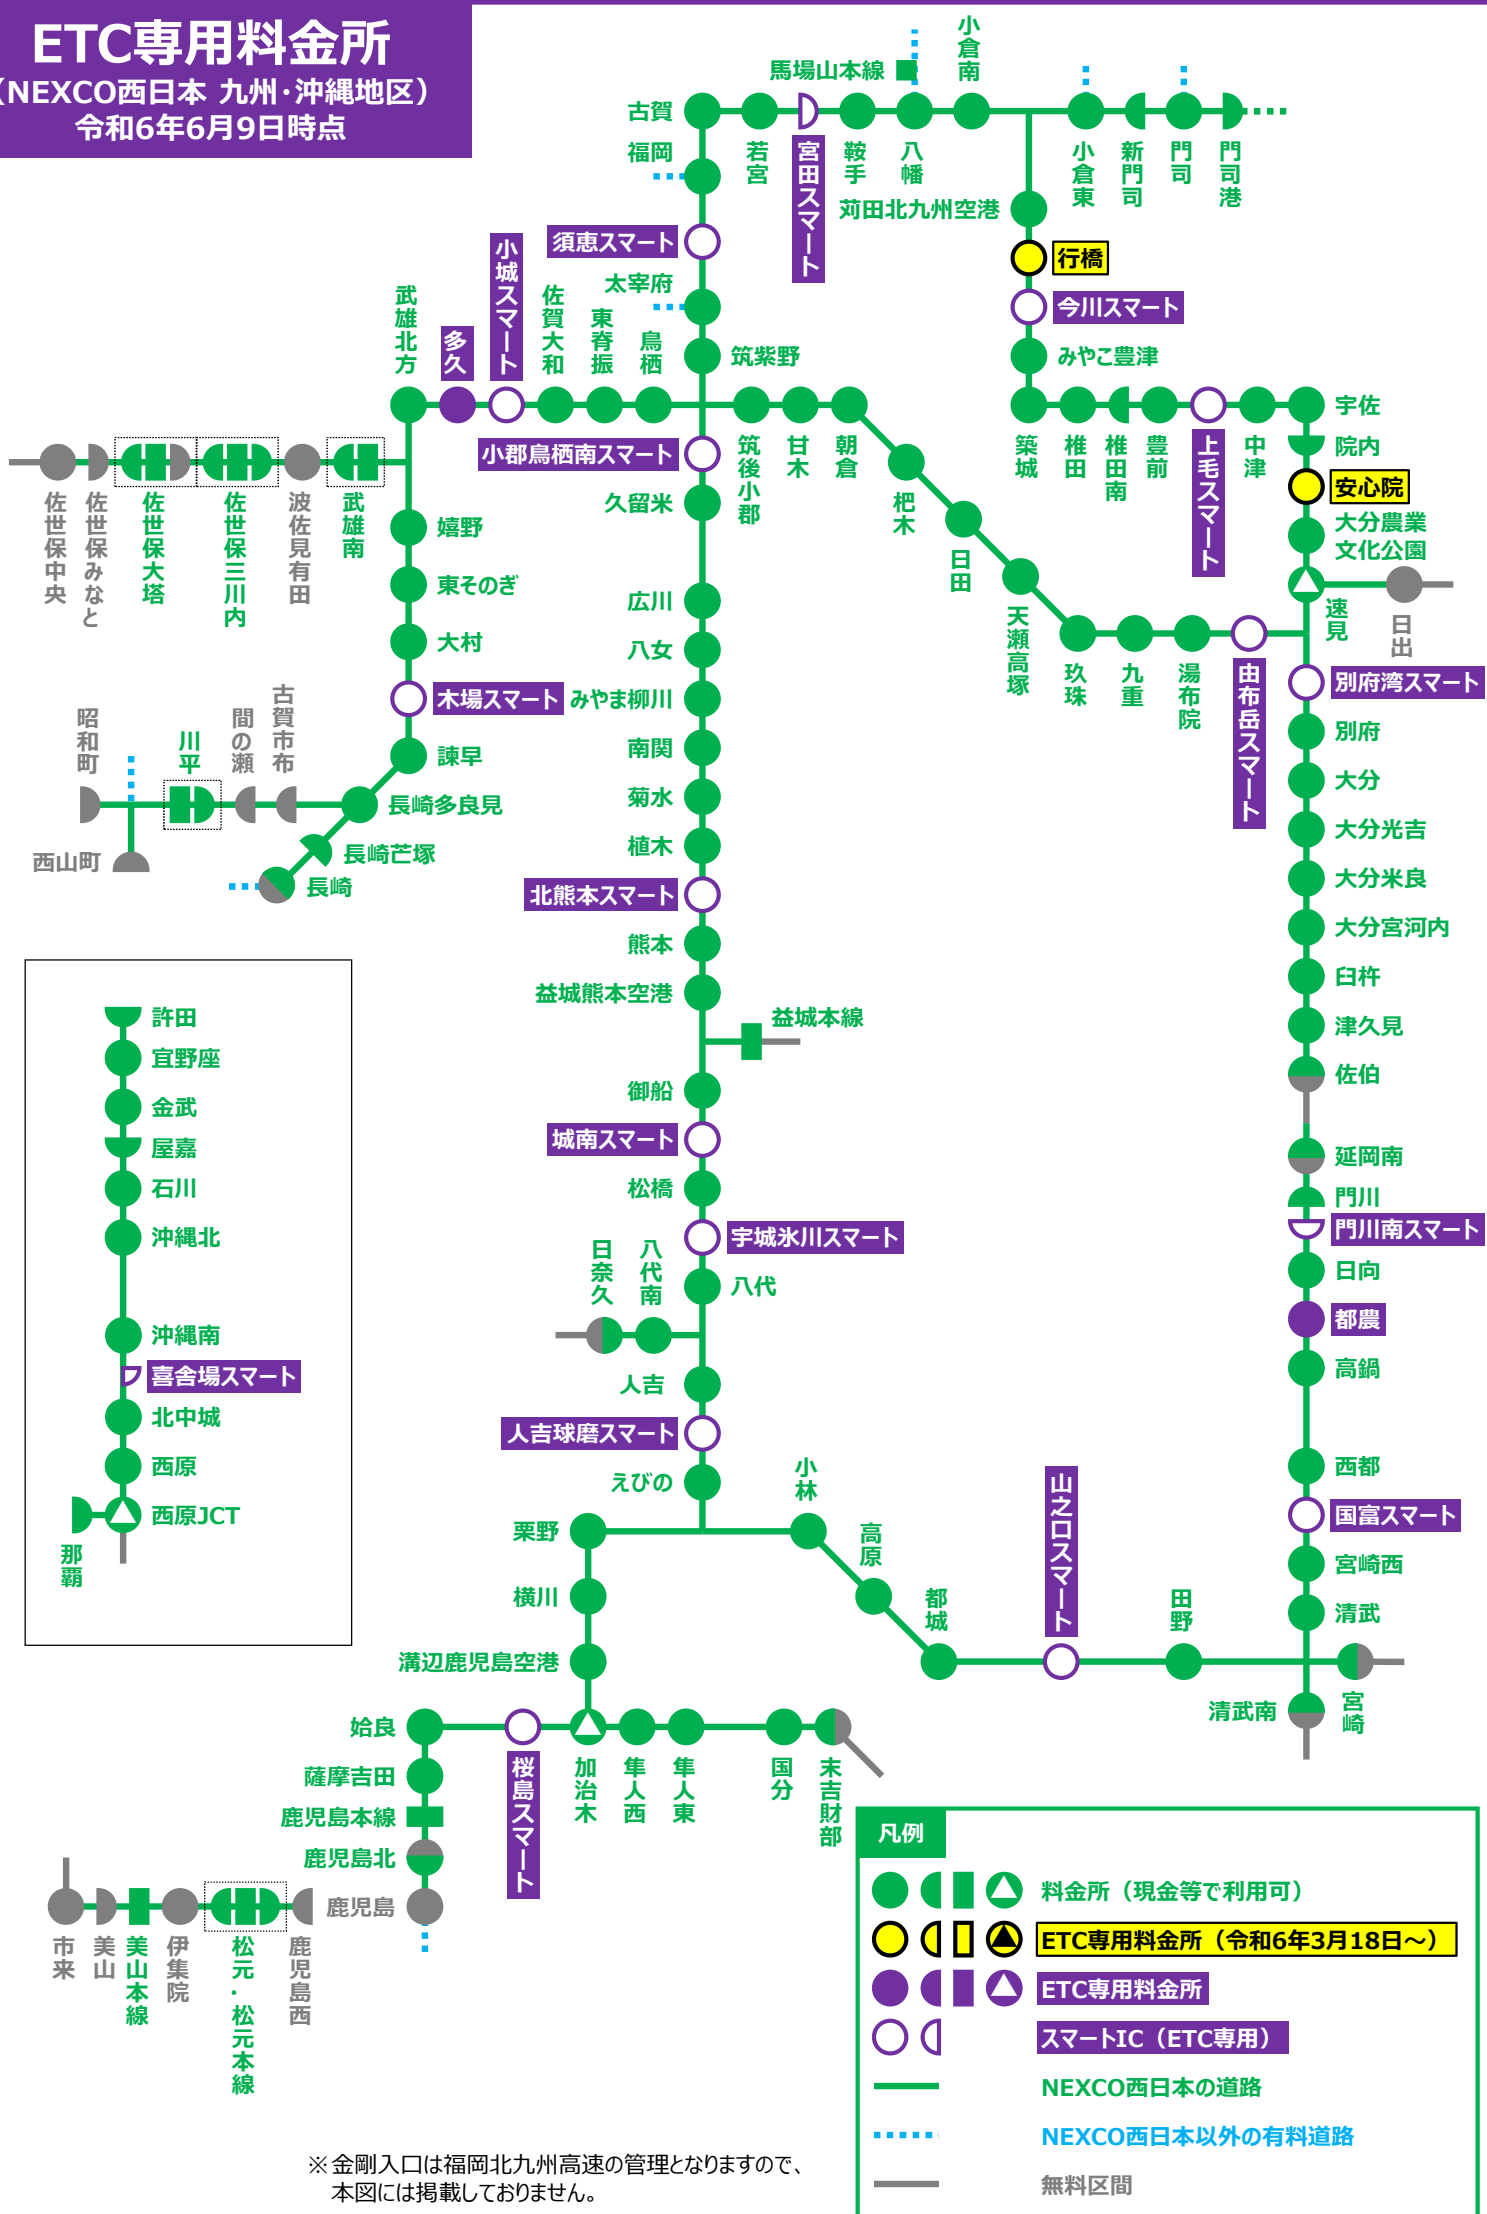 ETC専用料金所
（NEXCO西日本 九州・沖縄地区）
令和6年6月9日時点
馬場山本線
小倉南
古賀
福岡
若宮
宮田スマート
鞍手
八幡
小倉東
新門司
門司
門司港
苅田北九州空港
行橋
今川スマート
みやこ豊津
須恵スマート
太宰府
筑紫野
武雄北方
多久
小城スマート
佐賀大和
東脊振
鳥栖
小郡鳥栖南スマート
筑後小郡
甘木
朝倉
杷木
日田
天瀬高塚
玖珠
九重
湯布院
由布岳スマート
築城
椎田
椎田南
豊前
上毛スマート
中津
宇佐
院内
安心院
大分農業
文化公園
速見
日出
別府湾スマート
別府
大分
大分光吉
大分米良
大分宮河内
臼杵
津久見
佐伯
延岡南
門川
門川南スマート
日向
都農
高鍋
西都
国富スマート
宮崎西
清武
宮崎
清武南
佐世保中央
佐世保みなと
佐世保大塔
佐世保三川内
波佐見有田
武雄南
嬉野
東そのぎ
大村
木場スマート
諫早
長崎多良見
長崎芒塚
長崎
昭和町
川平
間の瀬
古賀市布
西山町
久留米
広川
八女
みやま柳川
南関
菊水
植木
北熊本スマート
熊本
益城熊本空港
益城本線
御船
城南スマート
松橋
宇城氷川スマート
日奈久
八代南
八代
人吉
人吉球磨スマート
えびの
小林
高原
都城
山之口スマート
田野
栗野
横川
溝辺鹿児島空港
姶良
桜島スマート
加治木
隼人西
隼人東
国分
末吉財部
薩摩吉田
鹿児島本線
鹿児島北
鹿児島
市来
美山
美山本線
伊集院
松元・松元本線
鹿児島西
許田
宜野座
金武
屋嘉
石川
沖縄北
沖縄南
喜舎場スマート
北中城
西原
西原JCT
那覇
凡例
料金所（現金等で利用可）
ETC専用料金所（令和6年3月18日～）
ETC専用料金所
スマートIC（ETC専用）
NEXCO西日本の道路
NEXCO西日本以外の有料道路
無料区間
※金剛入口は福岡北九州高速の管理となりますので、
本図には掲載しておりません。